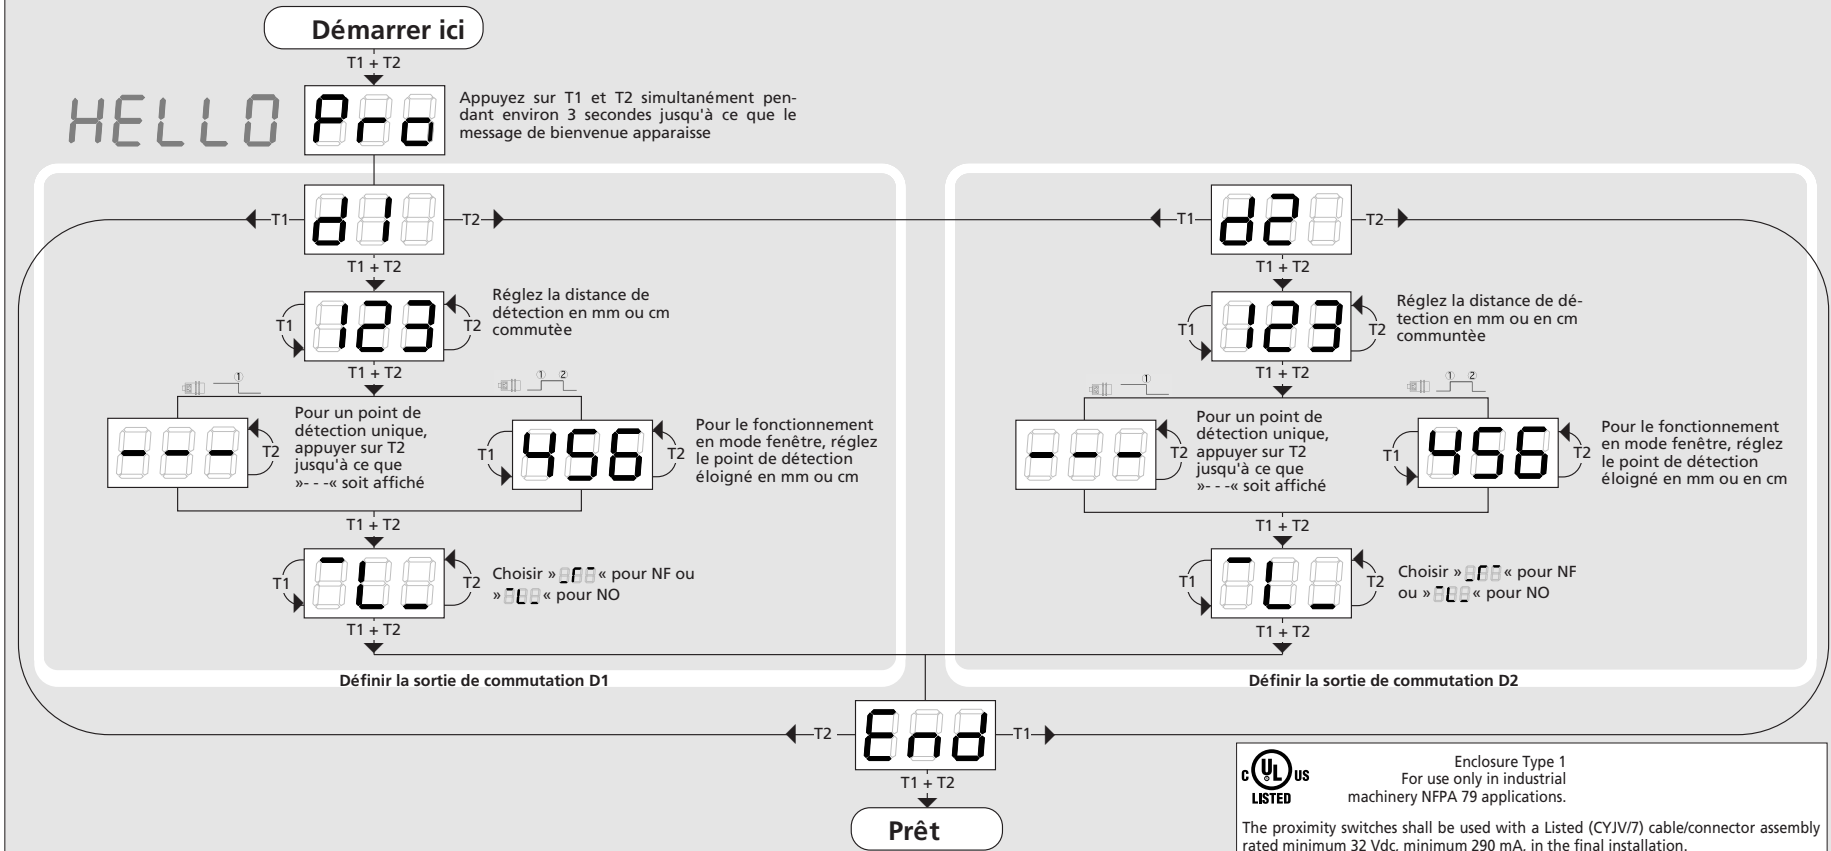 Démarrer ici
T1 + T2
HELLO
Pro
Appuyez sur T1 et T2 simultanément pen-
dant environ 3 secondes jusqu'à ce que le
message de bienvenue apparaisse
T1
d1
T2
T1 + T2
T1
123
T2
Réglez la distance de
détection en mm ou cm
commutèe
T1 + T2
①
① ②
- - -
T2
Pour un point de
détection unique,
appuyer sur T2
jusqu'à ce que
»- - -« soit affiché
T1
456
T2
Pour le fonctionnement
en mode fenêtre, réglez
le point de détection
éloigné en mm ou cm
T1 + T2
T1
T2
Choisir » « pour NF ou
» « pour NO
T1 + T2
Définir la sortie de commutation D1
T1
d2
T2
T1 + T2
T1
123
T2
Réglez la distance de dé-
tection en mm ou en cm
communtèe
T1 + T2
①
① ②
- - -
T2
Pour un point de
détection unique,
appuyer sur T2
jusqu'à ce que
»- - -« soit affiché
T1
456
T2
Pour le fonctionnement
en mode fenêtre, réglez
le point de détection
éloigné en mm ou en cm
T1 + T2
T1
T2
Choisir » « pour NF
ou » « pour NO
T1 + T2
Définir la sortie de commutation D2
T2
End
T1
T1 + T2
Prêt
C UL US
LISTED
Enclosure Type 1
For use only in industrial
machinery NFPA 79 applications.
The proximity switches shall be used with a Listed (CYJV/7) cable/connector assembly
rated minimum 32 Vdc, minimum 290 mA, in the final installation.